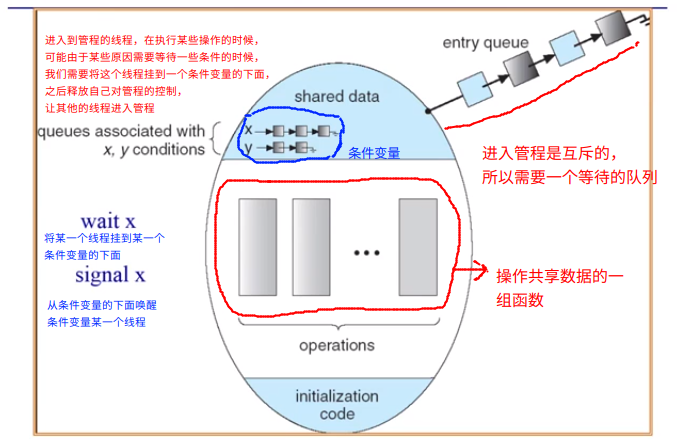 进入到管程的线程，在执行某些操作的时候，
可能由于某些原因需要等待一些条件的时候，
我们需要将这个线程挂到一个条件变量的下面，
之后释放自己对管程的控制，
让其他的线程进入管程
entry queue
shared data
queues associated with
x, y conditions
x
y
条件变量
进入管程是互斥的，
所以需要一个等待的队列
wait x
将某一个线程挂到某一个
条件变量的下面
signal x
从条件变量的下面唤醒
条件变量某一个线程
...
操作共享数据的一
组函数
operations
initialization
code